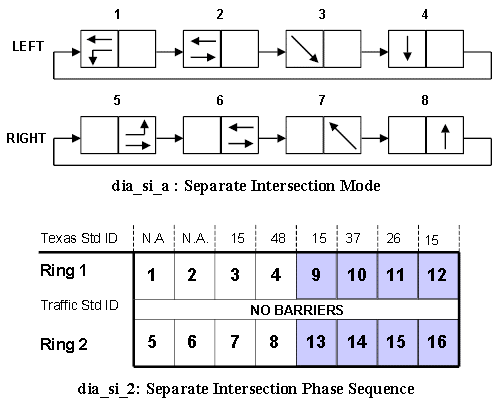 1 2 3 4
LEFT
5 6 7 8
RIGHT
dia_si_a : Separate Intersection Mode
Texas Std ID N A N.A. 15 48 15 37 26 15
Ring 1 1 2 3 4 9 10 11 12
Traffic Std ID NO BARRIERS
Ring 2 5 6 7 8 13 14 15 16
dia_si_2: Separate Intersection Phase Sequence